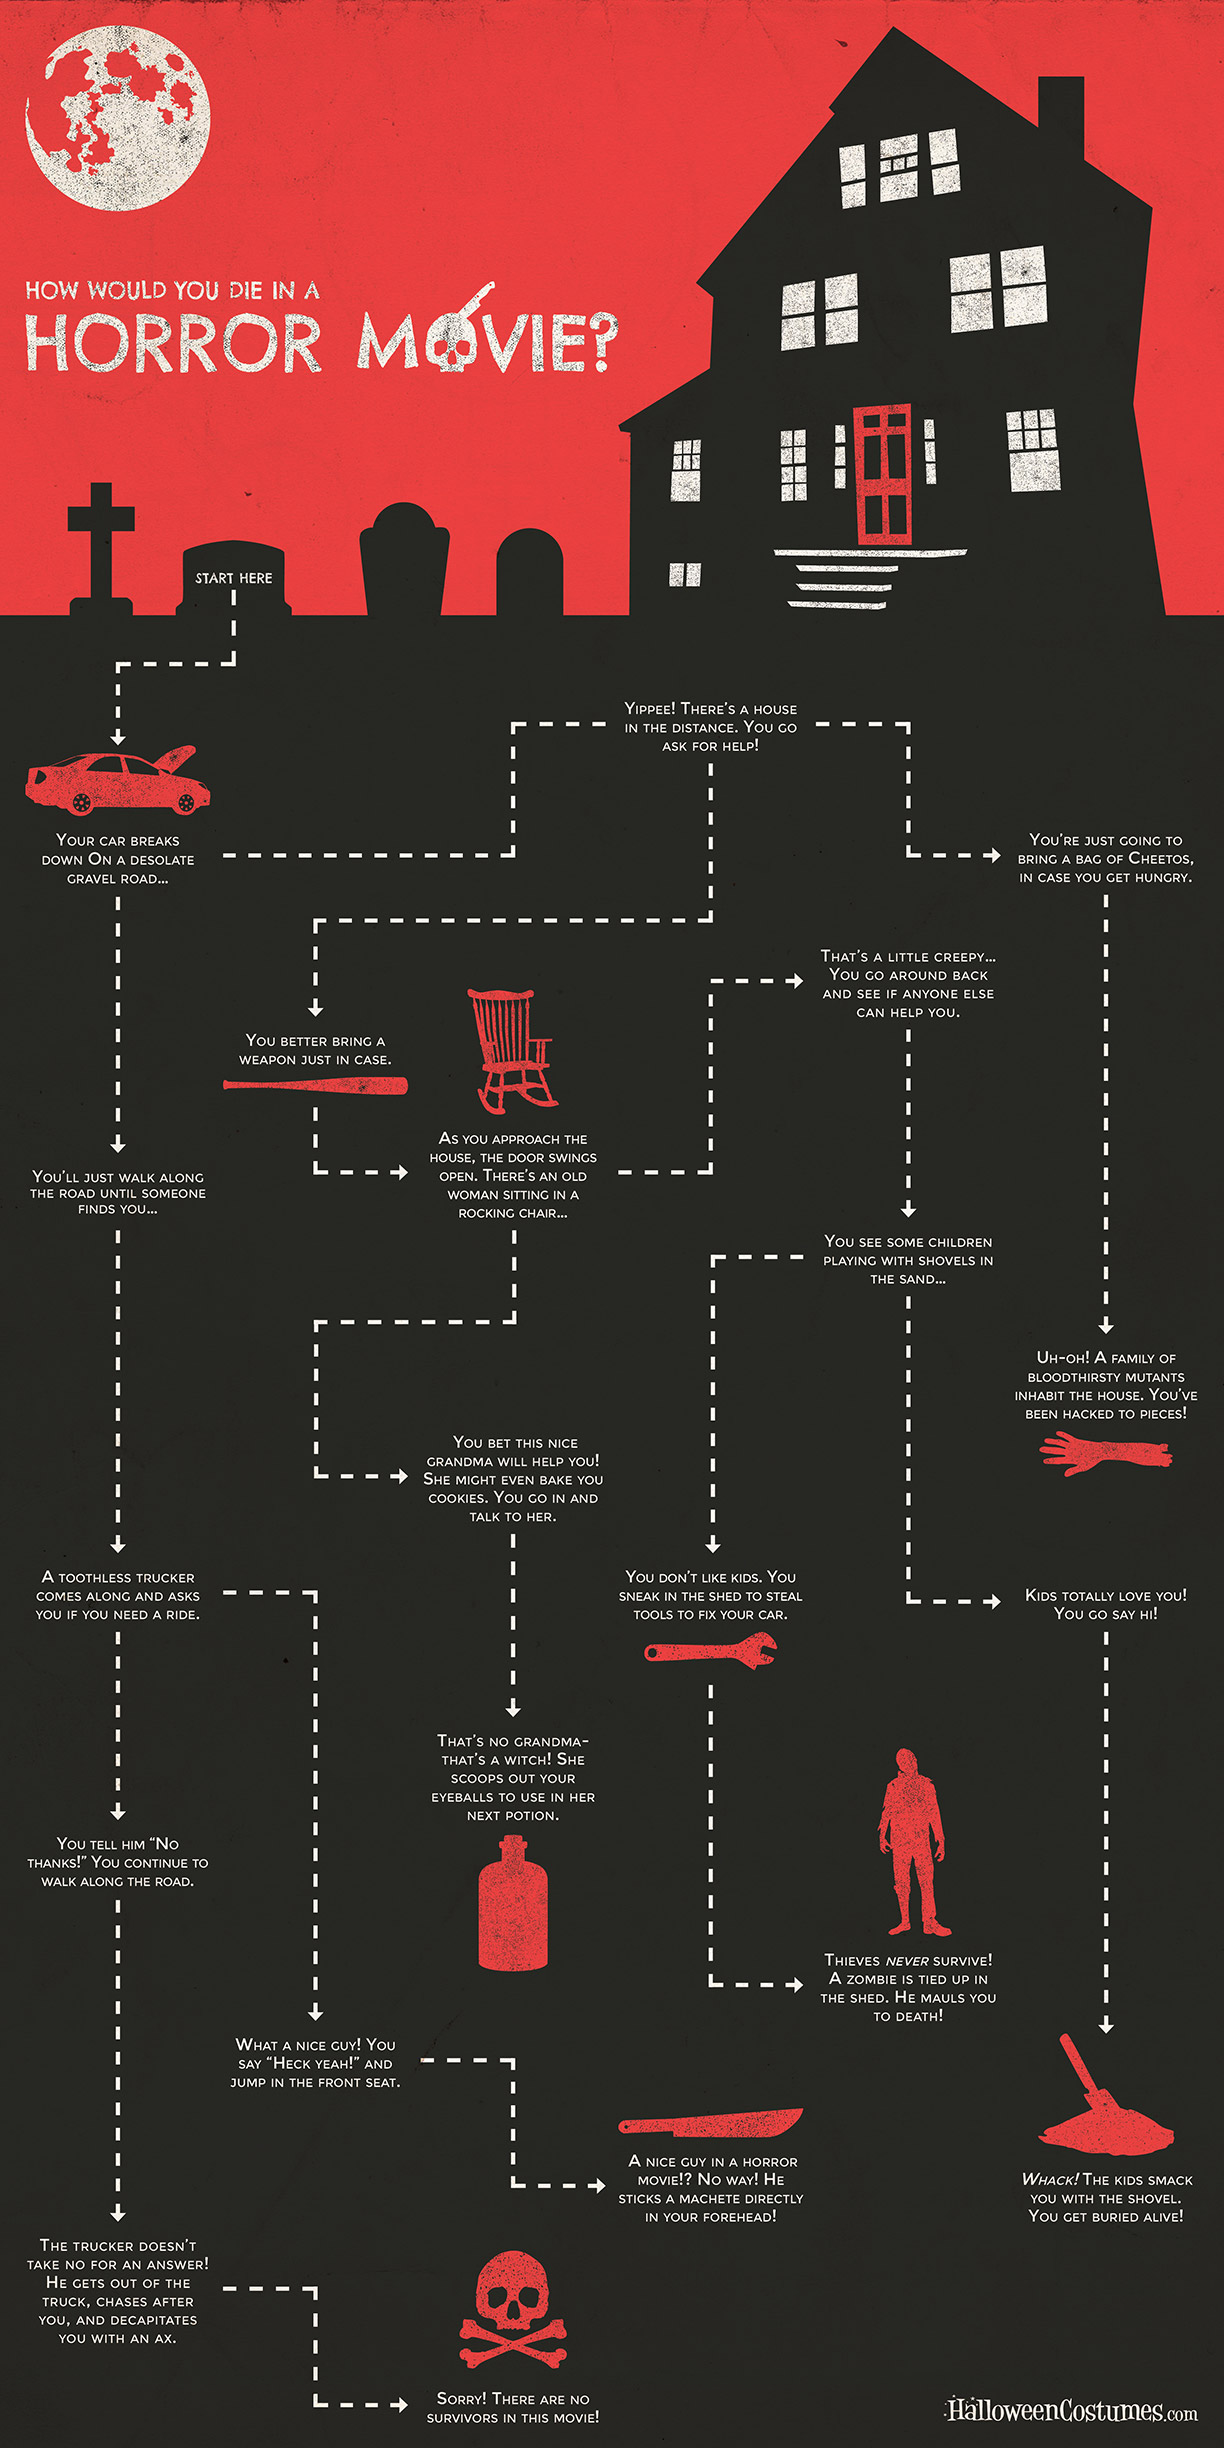 How would you die in a
Horror Movie?
Start here
Yippee! There's a house
in the distance. You go
ask for help!
Your car breaks
down On a desolate
gravel road...
You're just going to
bring a bag of Cheetos,
in case you get hungry.
That's a little creepy...
You go around back
and see if anyone else
can help you.
You better bring a
weapon just in case.
As you approach the
house, the door swings
open. There's an old
woman sitting in a
rocking chair...
You'll just walk along
the road until someone
finds you...
You see some children
playing with shovels in
the sand...
Uh-oh! A family of
bloodthirsty mutants
inhabit the house. You've
been hacked to pieces!
You bet this nice
grandma will help you!
She might even bake you
cookies. You go in and
talk to her.
A toothless trucker
comes along and asks
you if you need a ride.
You don't like kids. You
sneak in the shed to steal
tools to fix your car.
Kids totally love you!
You go say hi!
That's no grandma-
that's a witch! She
scoops out your
eyeballs to use in her
next potion.
You tell him “No
thanks!” You continue to
walk along the road.
Thieves never survive!
A zombie is tied up in
the shed. He mauls you
to death!
What a nice guy! You
say “Heck yeah!” and
jump in the front seat.
A nice guy in a horror
movie!? No way! He
sticks a machete directly
in your forehead!
Whack! The kids smack
you with the shovel.
You get buried alive!
The trucker doesn't
take no for an answer!
He gets out of the
truck, chases after
you, and decapitates
you with an ax.
Sorry! There are no
survivors in this movie!
HalloweenCostumes.com